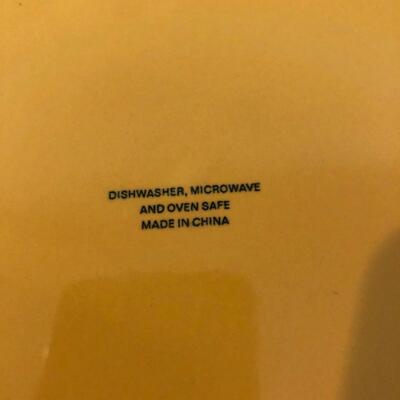 DISHWASHER, MICROWAVE
AND OVEN SAFE
MADE IN CHINA